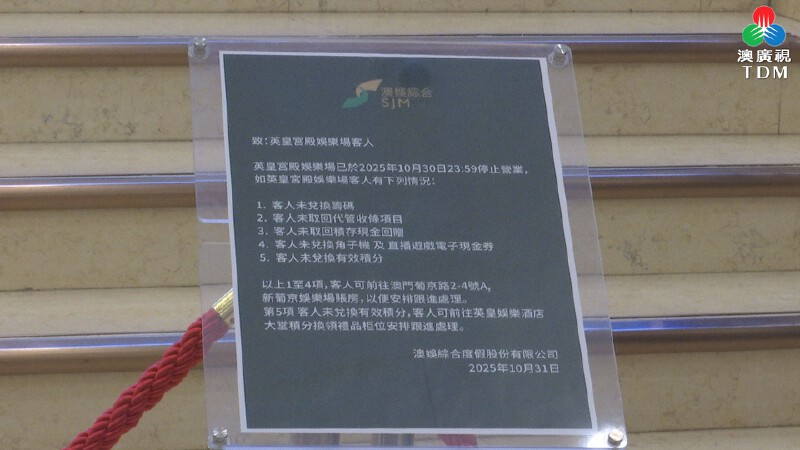 澳廣視
TDM
澳娛綜合
SJM
致：英皇宮殿娛樂場客人
英皇宮殿娛樂場已於2025年10月30日23:59停止營業，
如英皇宮殿娛樂場客人有下列情況：
1. 客人未兌換籌碼
2. 客人未取回代管收條項目
3. 客人未取回積存現金回贈
4. 客人未兌換角子機 及 直播遊戲電子現金券
5. 客人未兌換有效積分
以上1至4項，客人可前往澳門葡京路2-4號A，
新葡京娛樂場賬房，以便安排跟進處理。
第5項 客人未兌換有效積分，客人可前往英皇娛樂酒店
大堂積分換領禮品柜位安排跟進處理。
澳娛綜合度假股份有限公司
2025年10月31日